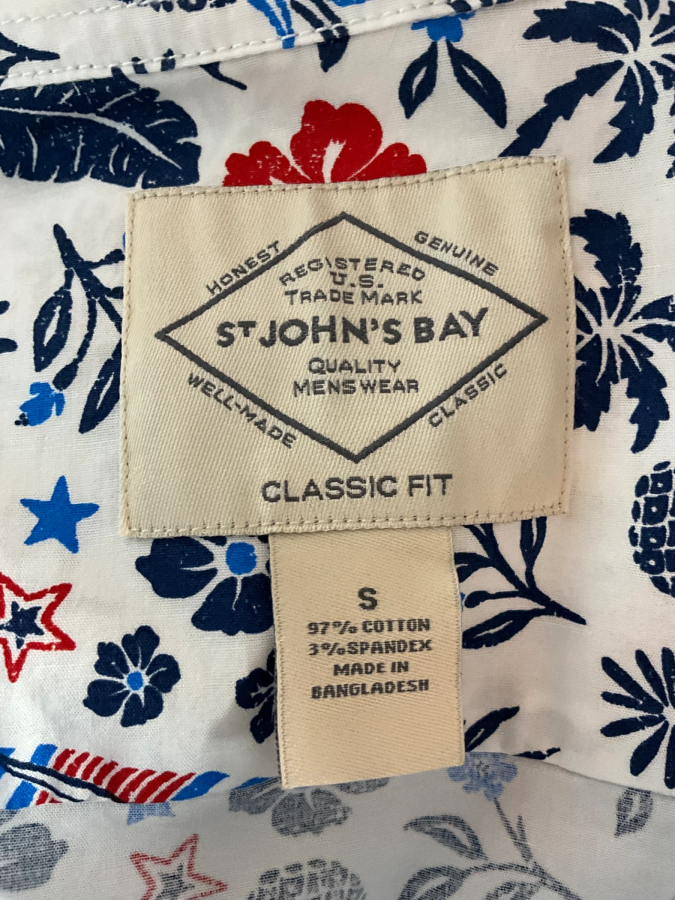 HONEST
GENUINE
REGISTERED
U.S.
TRADE MARK
ST JOHN'S BAY
QUALITY
MENSWEAR
WELL-MADE
CLASSIC
CLASSIC FIT
S
97% COTTON
3% SPANDEX
MADE IN
BANGLADESH